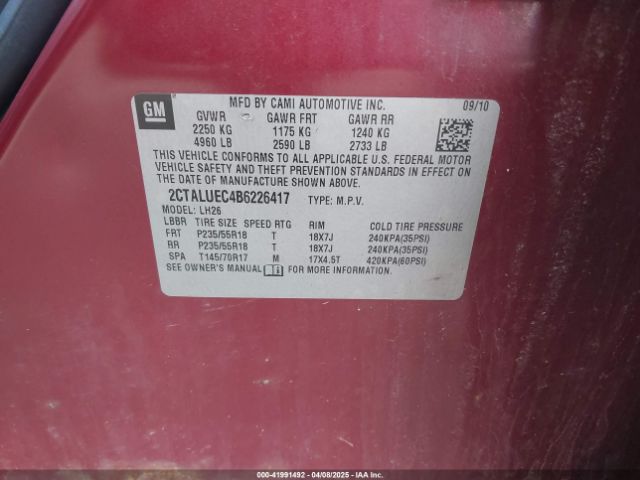 GM
MFD BY CAMI AUTOMOTIVE INC. 09/10
GVWR GAWR FRT GAWR RR
2250 KG 1175 KG 1240 KG
4960 LB 2590 LB 2733 LB
THIS VEHICLE CONFORMS TO ALL APPLICABLE U.S. FEDERAL MOTOR
VEHICLE SAFETY AND THEFT PREVENTION STANDARDS IN EFFECT ON
THE DATE OF MANUFACTURE SHOWN ABOVE.
2CTALUEC4B6226417 TYPE: M.P.V.
MODEL: LH26
LBBR TIRE SIZE SPEED RTG RIM COLD TIRE PRESSURE
FRT P235/55R18 T 18X7J 240KPA(35PSI)
RR P235/55R18 T 18X7J 240KPA(35PSI)
SPA T145/70R17 M 17X4.5T 420KPA(60PSI)
SEE OWNER'S MANUAL FOR MORE INFORMATION.
000-41991492 - 04/08/2025 - IAAI.COM